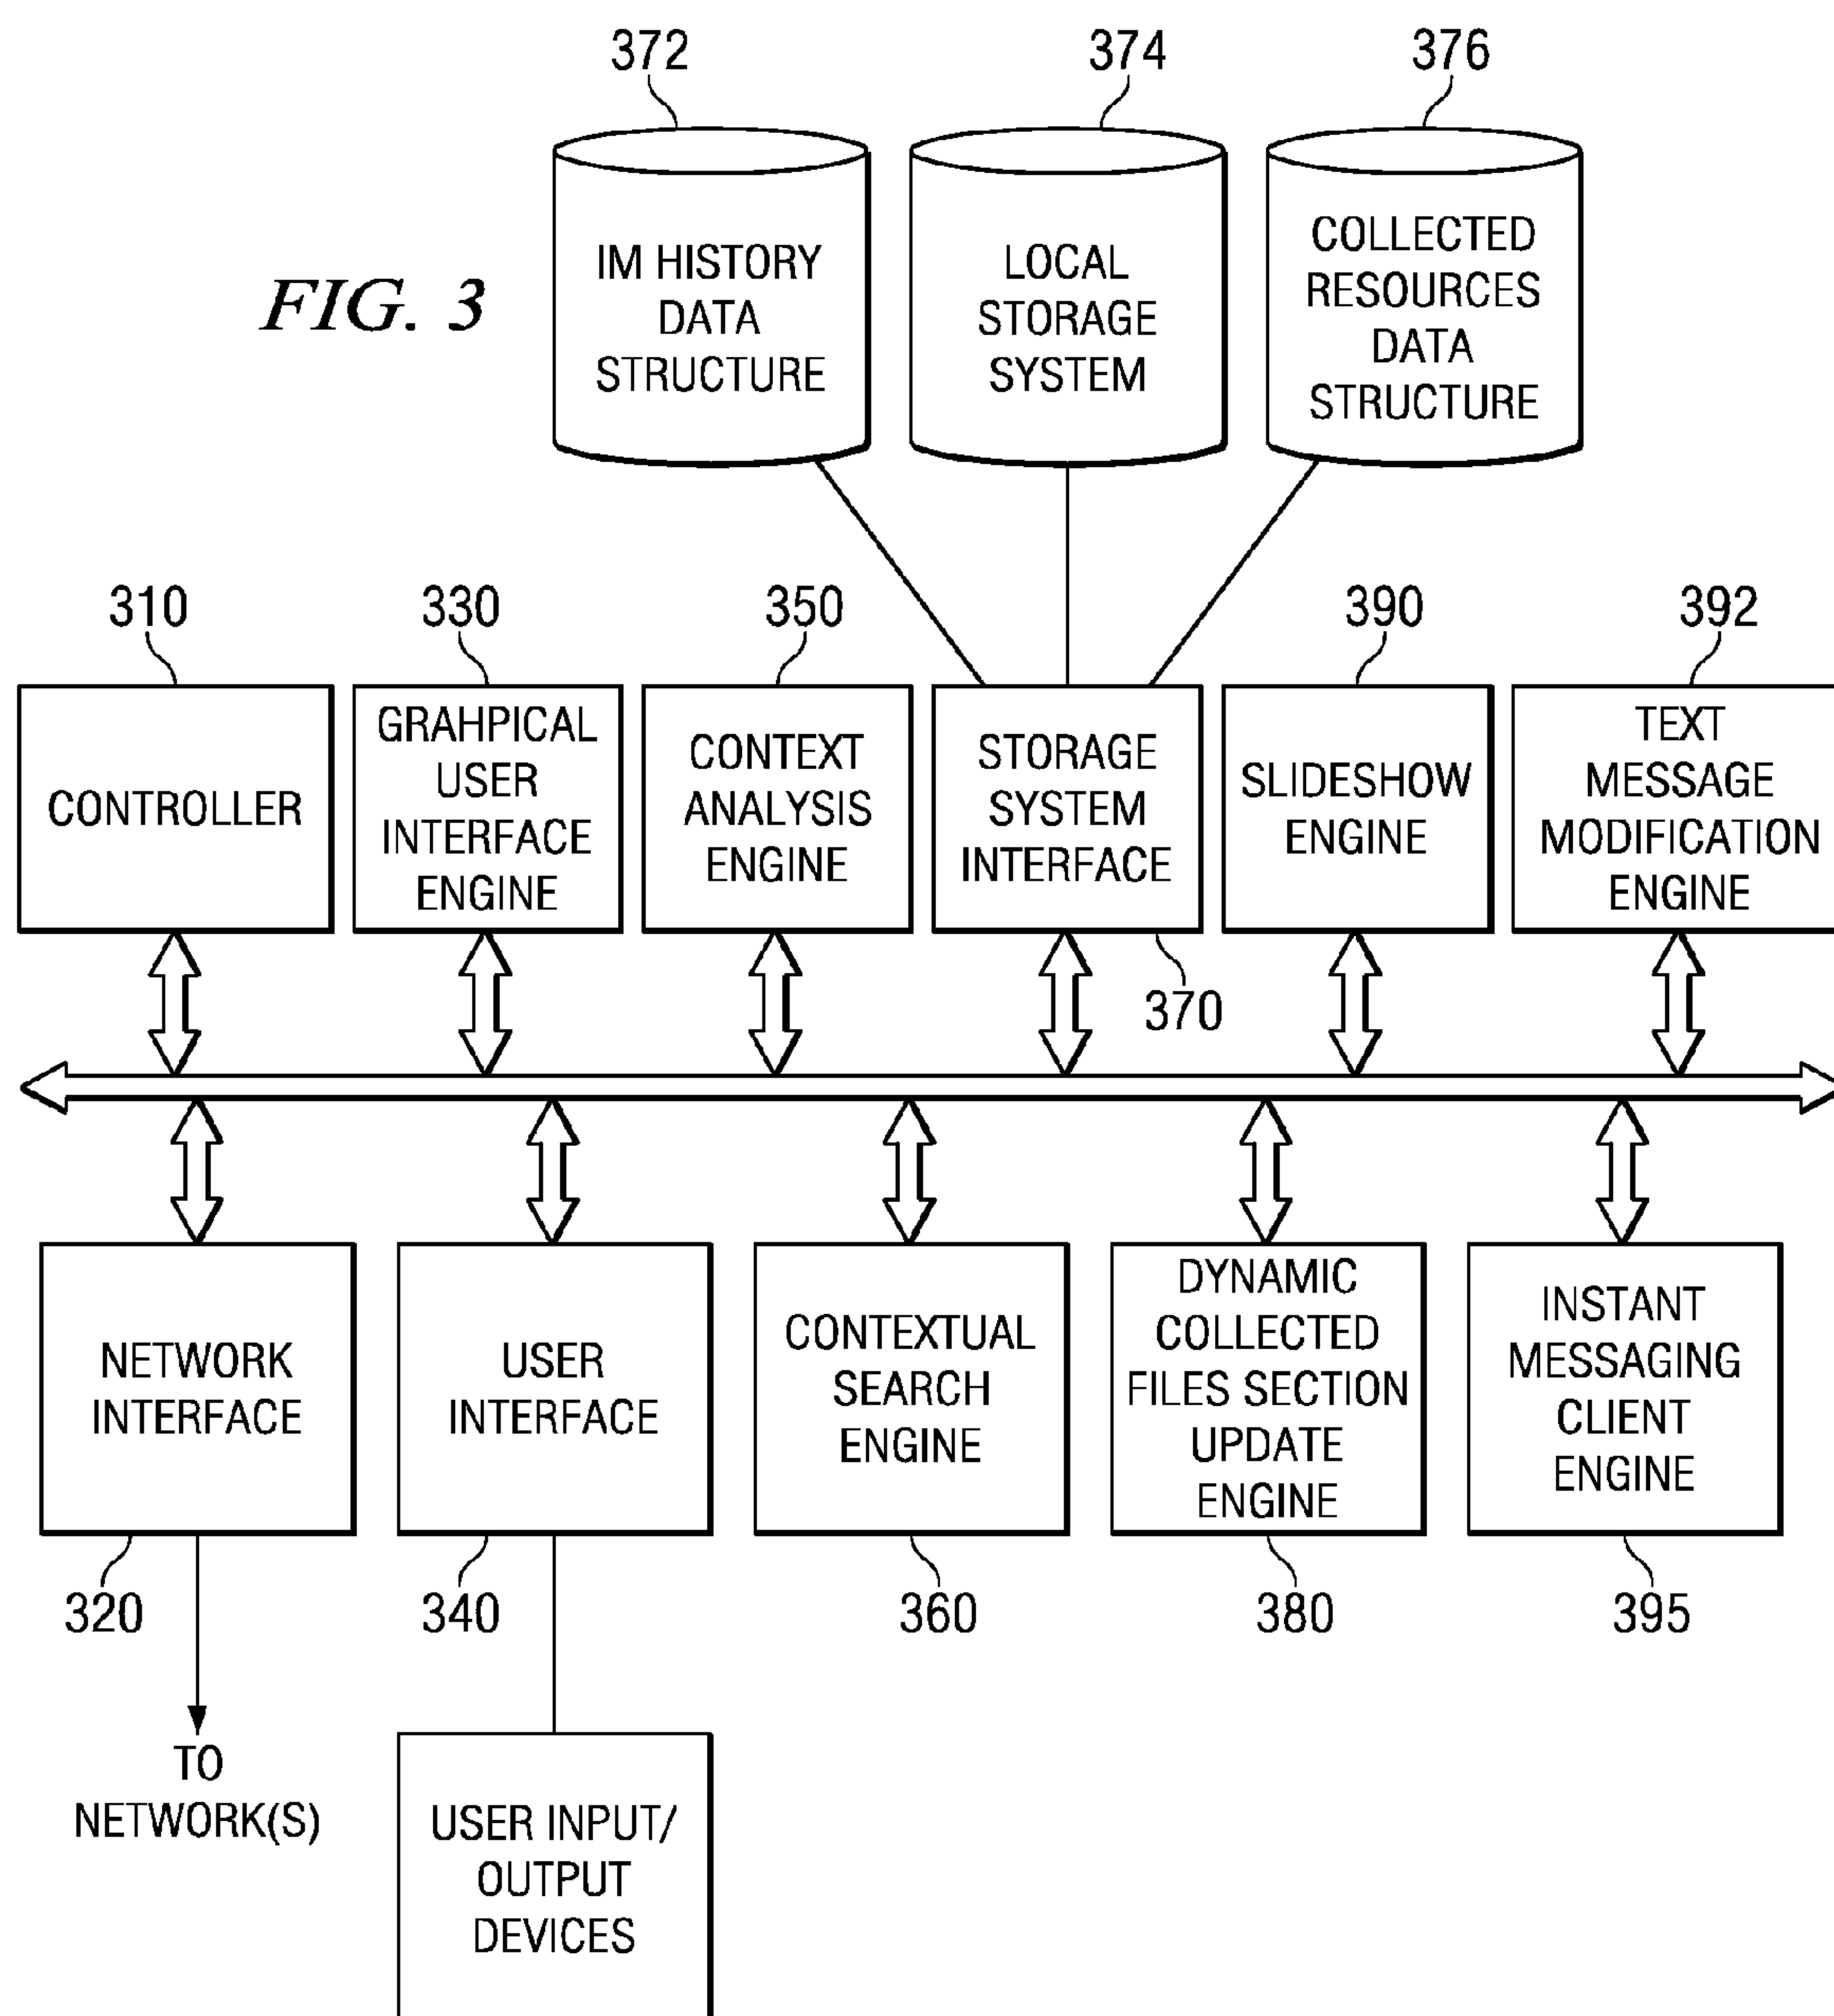 372
374
376
FIG. 3
IM HISTORY
DATA
STRUCTURE
LOCAL
STORAGE
SYSTEM
COLLECTED
RESOURCES
DATA
STRUCTURE
310
330
350
390
392
CONTROLLER
GRAHPICAL
USER
INTERFACE
ENGINE
CONTEXT
ANALYSIS
ENGINE
STORAGE
SYSTEM
INTERFACE
SLIDESHOW
ENGINE
TEXT
MESSAGE
MODIFICATION
ENGINE
370
NETWORK
INTERFACE
USER
INTERFACE
CONTEXTUAL
SEARCH
ENGINE
DYNAMIC
COLLECTED
FILES SECTION
UPDATE
ENGINE
INSTANT
MESSAGING
CLIENT
ENGINE
320
340
360
380
395
TO
NETWORK(S)
USER INPUT/
OUTPUT
DEVICES